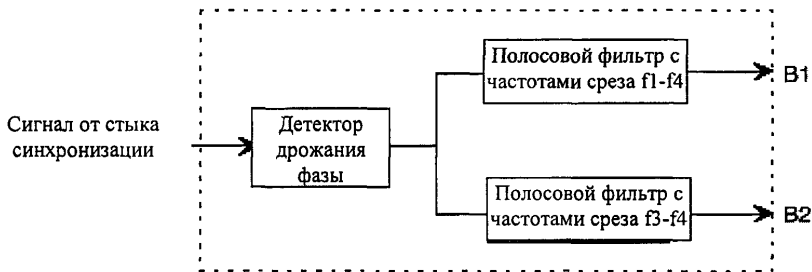 Полосовой фильтр с
частотами среза f1-f4
B1
Сигнал от стыка
синхронизации
Детектор
дрожания
фазы
Полосовой фильтр с
частотами среза f3-f4
B2